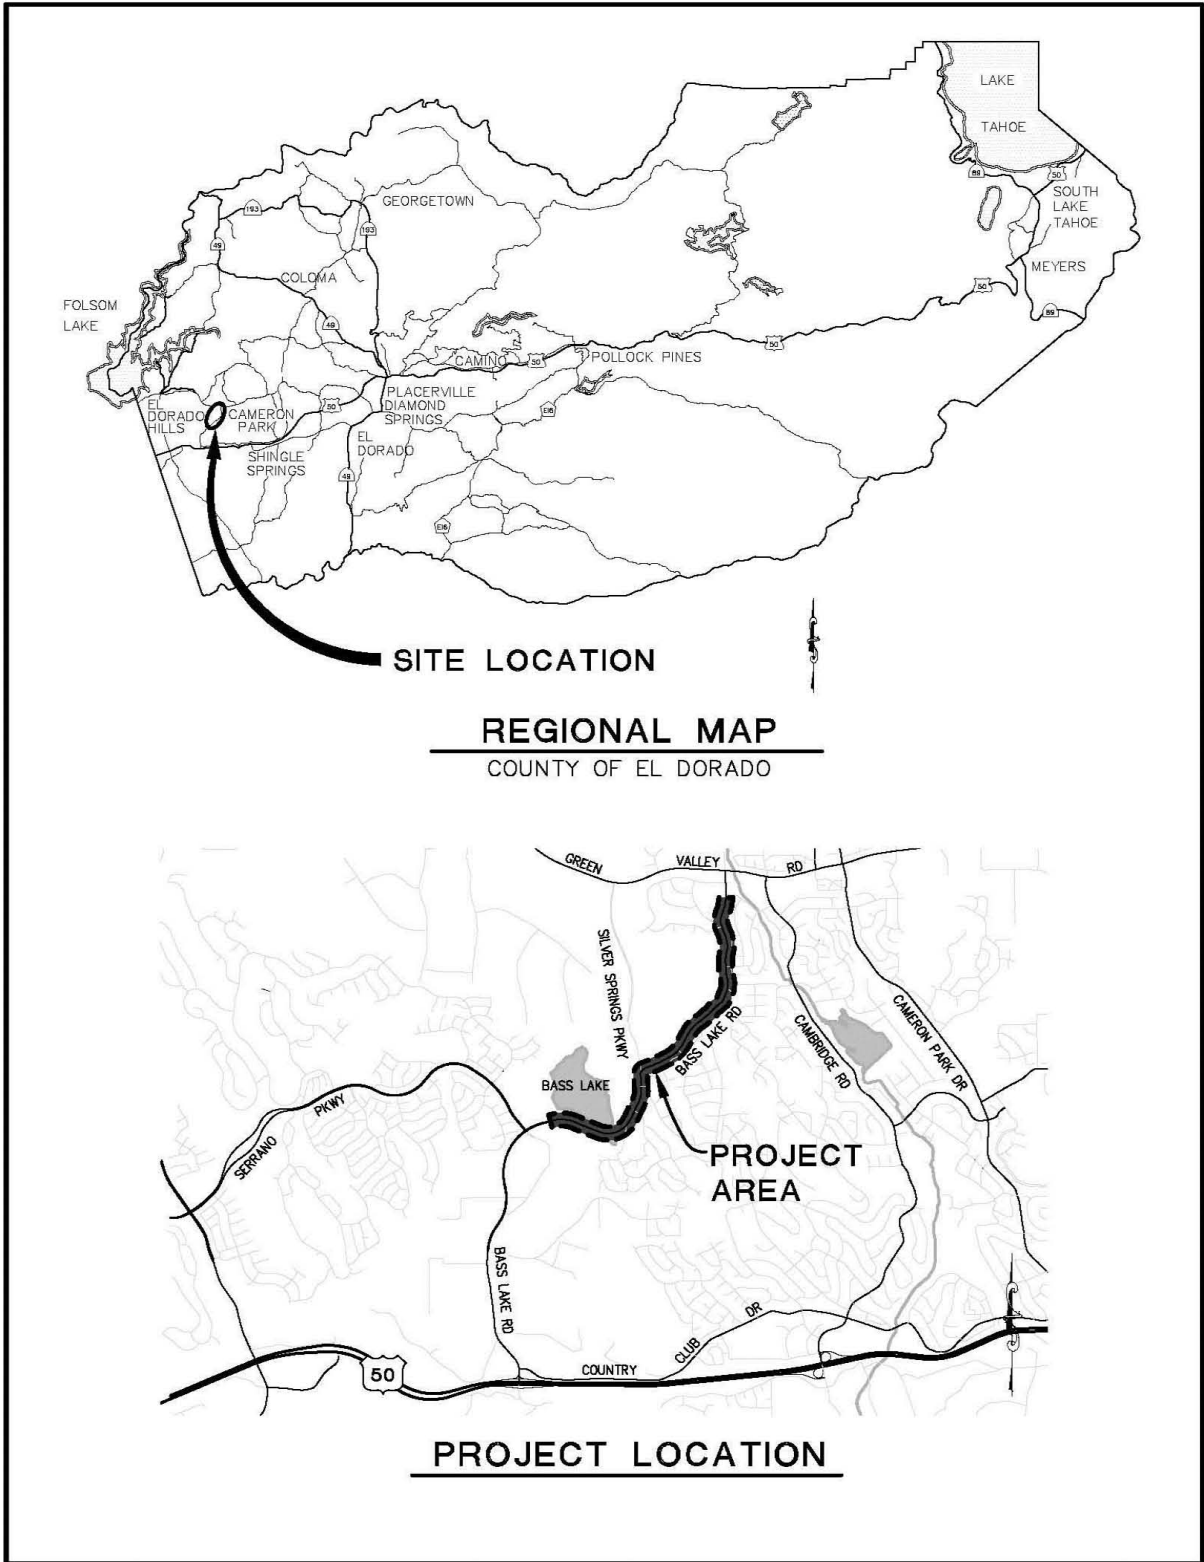 LAKE
TAHOE
89
50
SOUTH
LAKE
TAHOE
193
GEORGETOWN
193
49
COLOMA
MEYERS
50
89
FOLSOM
LAKE
49
50
CAMINO
50
POLLOCK PINES
EL
DORADO
HILLS
CAMERON
PARK
50
PLACERVILLE
DIAMOND
SPRINGS
E16
EL
DORADO
SHINGLE
SPRINGS
49
E16
SITE LOCATION
REGIONAL MAP
COUNTY OF EL DORADO
GREEN VALLEY RD
SILVER SPRINGS PKWY
BASS LAKE RD
CAMBRIDGE RD
CAMERON PARK DR
BASS LAKE
SERRANO PKWY
PROJECT
AREA
BASS LAKE RD
COUNTRY CLUB DR
50
PROJECT LOCATION